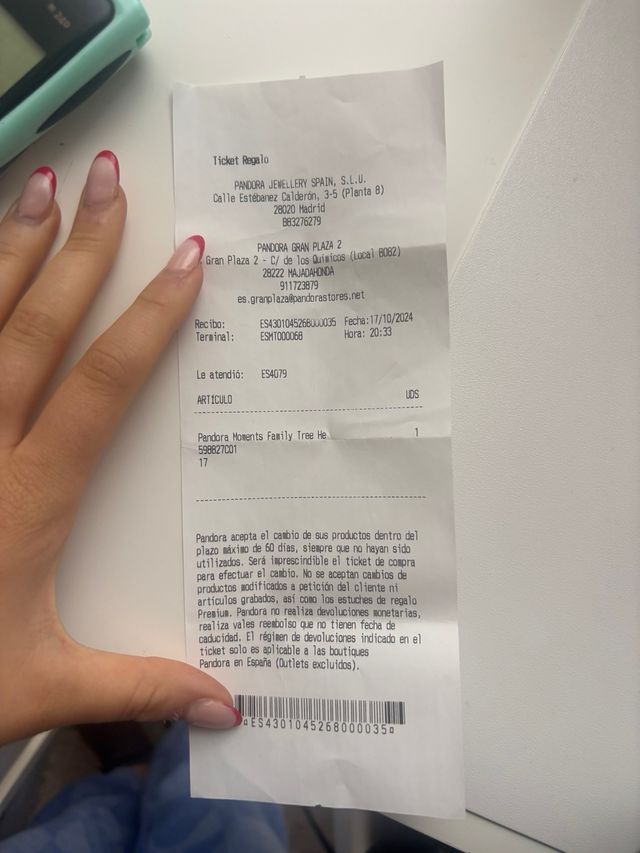 Ticket Regalo
PANDORA JEWELLERY SPAIN, S.L.U.
Calle Estébanez Calderón, 3-5 (Planta 8)
28020 Madrid
B83276279
PANDORA GRAN PLAZA 2
Gran Plaza 2 - C/ de los Químicos (Local B082)
28222 MAJADAHONDA
911723879
es.granplaza@pandorastores.net
Recibo: ES4301045268000035 Fecha:17/10/2024
Terminal: ESMT000068 Hora: 20:33
Le atendió: ES4079
ARTICULO UDS
Pandora Moments Family Tree He 1
598827C01
17
Pandora acepta el cambio de sus productos dentro del
plazo máximo de 60 días, siempre que no hayan sido
utilizados. Será imprescindible el ticket de compra
para efectuar el cambio. No se aceptan cambios de
productos modificados a petición del cliente ni
artículos grabados, así como los estuches de regalo
Premium. Pandora no realiza devoluciones monetarias,
realiza vales reembolso que no tienen fecha de
caducidad. El régimen de devoluciones indicado en el
ticket solo es aplicable a las boutiques
Pandora en España (Outlets excluidos).
¤ES4301045268000035¤